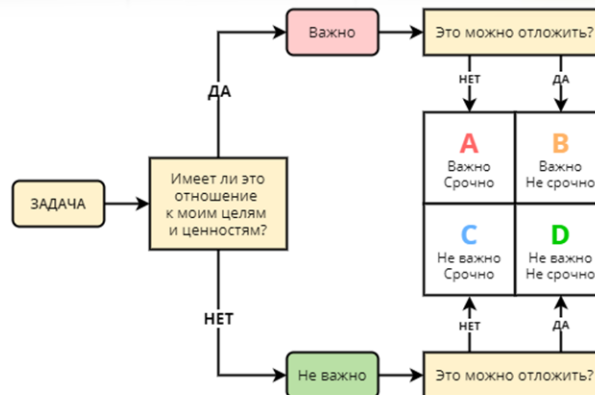 Важно
Это можно отложить?
НЕТ
ДА
ДА
A
Важно
Срочно
B
Важно
Не срочно
ЗАДАЧА
Имеет ли это
отношение
к моим целям
и ценностям?
C
Не важно
Срочно
D
Не важно
Не срочно
НЕТ
НЕТ
ДА
Не важно
Это можно отложить?